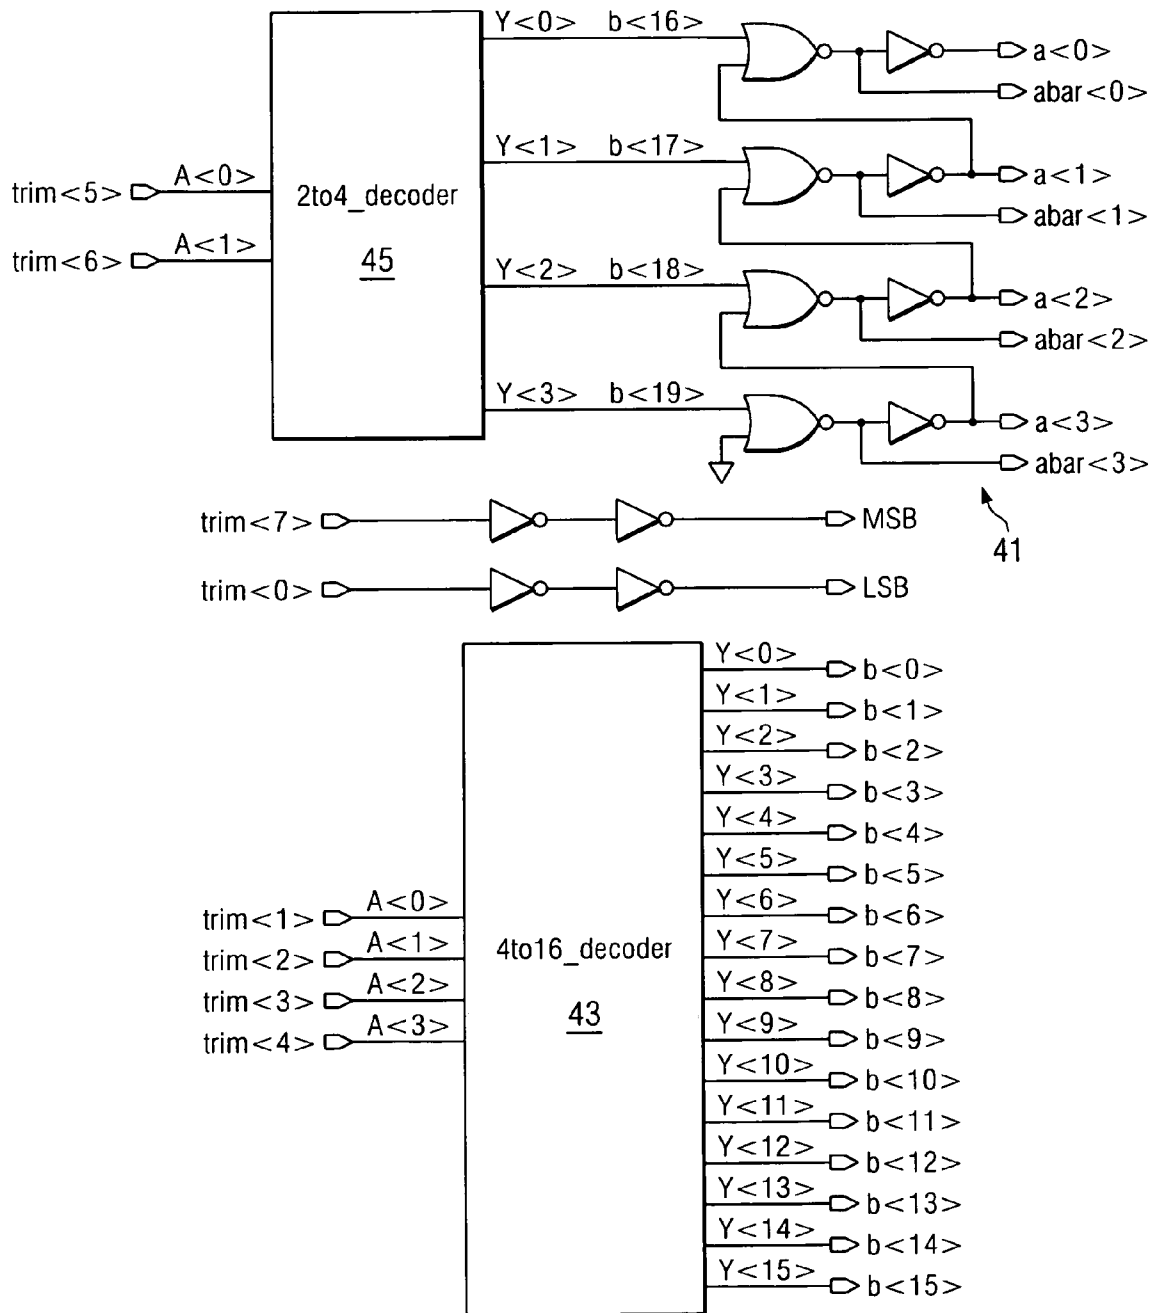 Y<0> b<16>
a<0>
abar<0>
Y<1> b<17>
a<1>
abar<1>
trim<5> A<0>
2to4_decoder
trim<6> A<1>
45
Y<2> b<18>
a<2>
abar<2>
Y<3> b<19>
a<3>
abar<3>
41
trim<7> MSB
trim<0> LSB
Y<0> b<0>
Y<1> b<1>
Y<2> b<2>
Y<3> b<3>
Y<4> b<4>
Y<5> b<5>
Y<6> b<6>
Y<7> b<7>
Y<8> b<8>
Y<9> b<9>
Y<10> b<10>
Y<11> b<11>
Y<12> b<12>
Y<13> b<13>
Y<14> b<14>
Y<15> b<15>
trim<1> A<0>
trim<2> A<1>
trim<3> A<2>
trim<4> A<3>
4to16_decoder
43